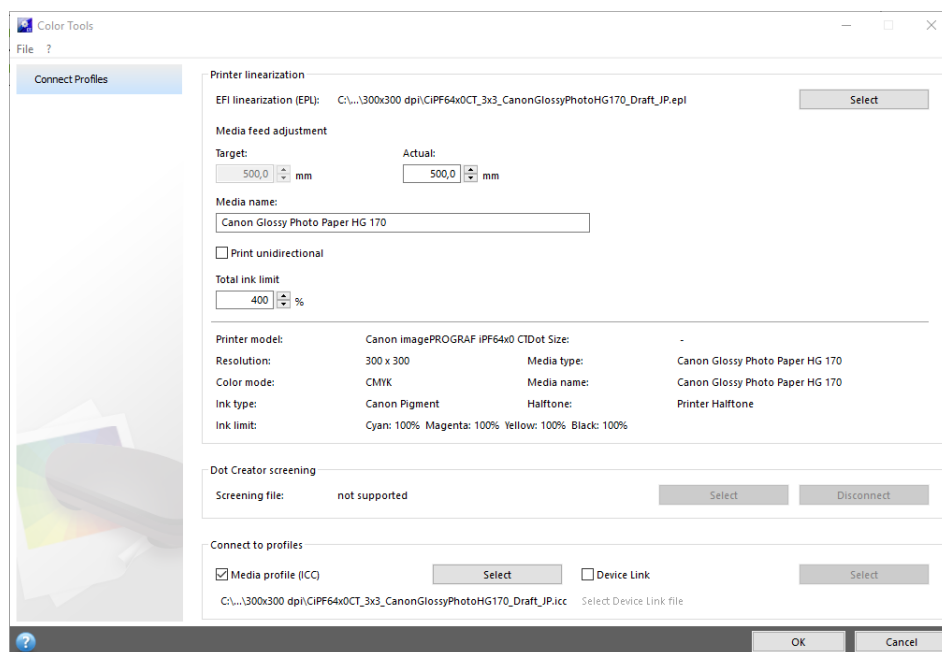 Color Tools
File ?
Connect Profiles
Printer linearization
EFI linearization (EPL): C:\...\300x300 dpi\CiPF64x0CT_3x3_CanonGlossyPhotoHG170_Draft_JP.epl Select
Media feed adjustment
Target: Actual:
500,0 mm 500,0 mm
Media name:
Canon Glossy Photo Paper HG 170
Print unidirectional
Total ink limit
400 %
Printer model: Canon imagePROGRAF iPF64x0 CTDot Size: -
Resolution: 300 x 300 Media type: Canon Glossy Photo Paper HG 170
Color mode: CMYK Media name: Canon Glossy Photo Paper HG 170
Ink type: Canon Pigment Halftone: Printer Halftone
Ink limit: Cyan: 100% Magenta: 100% Yellow: 100% Black: 100%
Dot Creator screening
Screening file: not supported Select Disconnect
Connect to profiles
Media profile (ICC) Select Device Link Select
C:\...\300x300 dpi\CiPF64x0CT_3x3_CanonGlossyPhotoHG170_Draft_JP.icc Select Device Link file
? OK Cancel